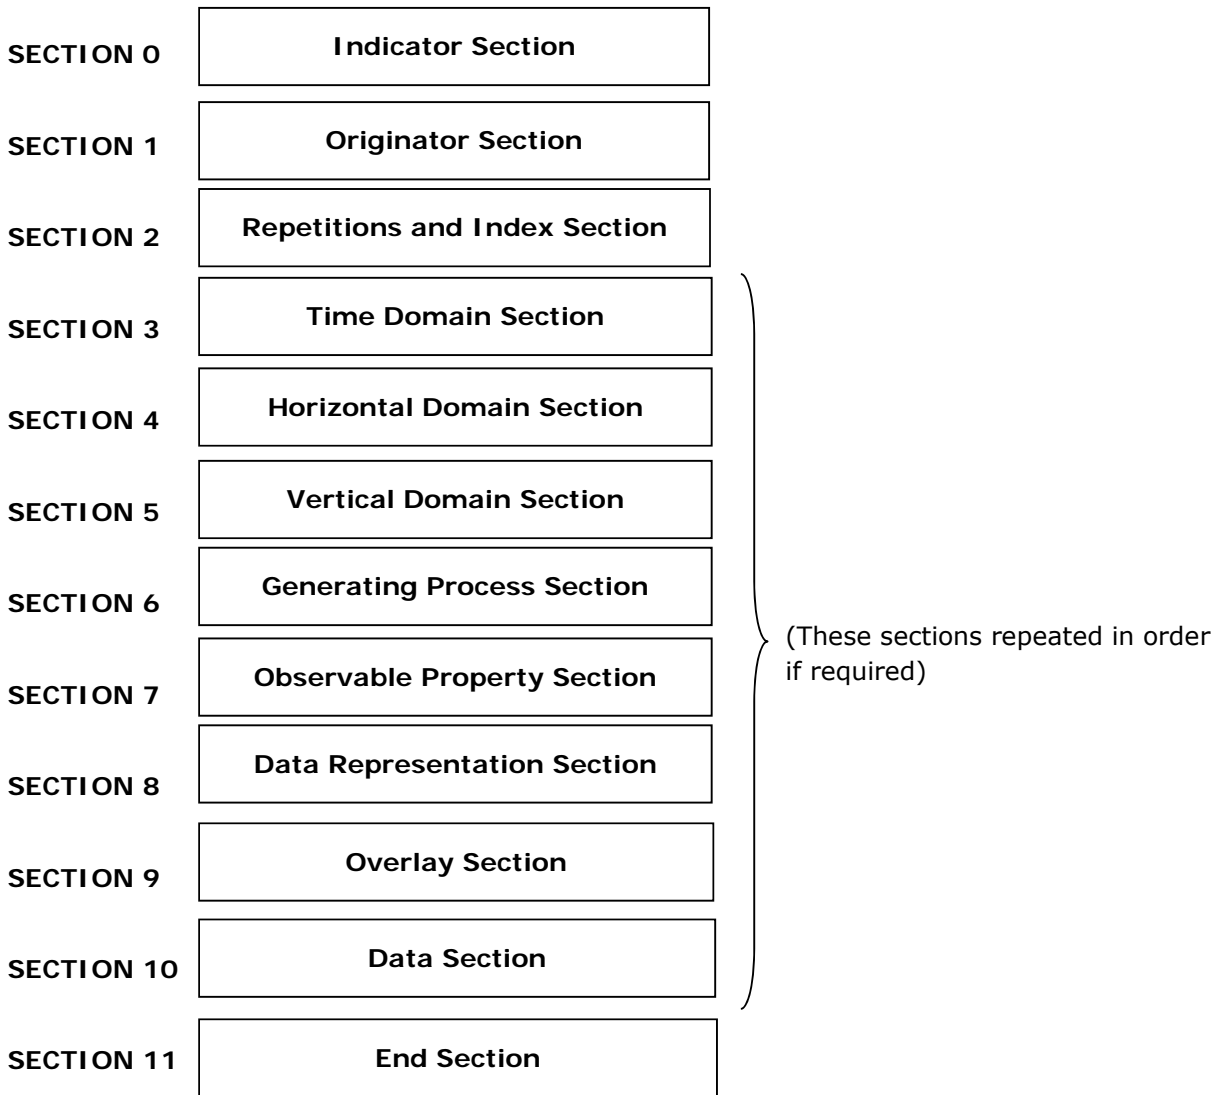 SECTION 0 Indicator Section
SECTION 1 Originator Section
SECTION 2 Repetitions and Index Section
SECTION 3 Time Domain Section
SECTION 4 Horizontal Domain Section
SECTION 5 Vertical Domain Section
SECTION 6 Generating Process Section
SECTION 7 Observable Property Section
SECTION 8 Data Representation Section
SECTION 9 Overlay Section
SECTION 10 Data Section
SECTION 11 End Section
(These sections repeated in order
if required)